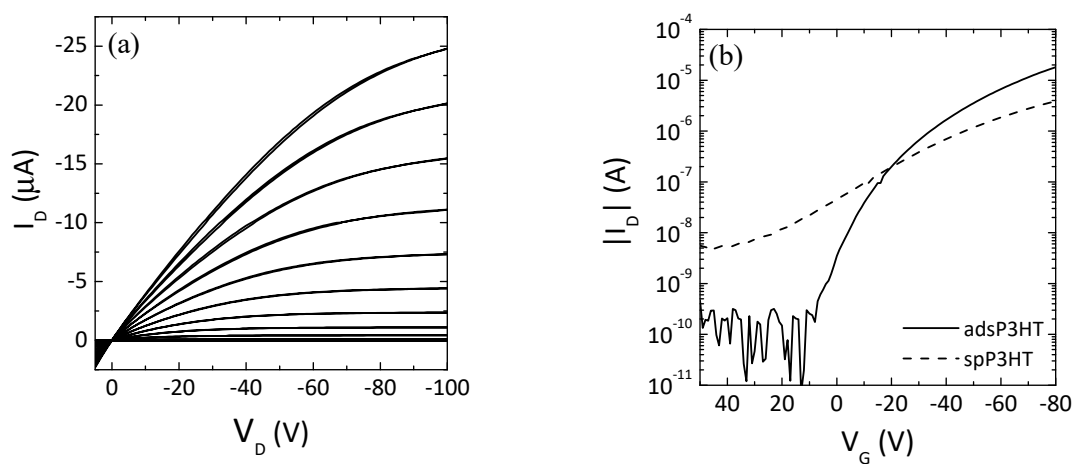 (a)
-25
-20
-15
-10
-5
0
I_D (μA)
0 -20 -40 -60 -80 -100
V_D (V)
(b)
10^-4
10^-5
10^-6
10^-7
10^-8
10^-9
10^-10
10^-11
|I_D| (A)
adsP3HT
spP3HT
40 20 0 -20 -40 -60 -80
V_G (V)